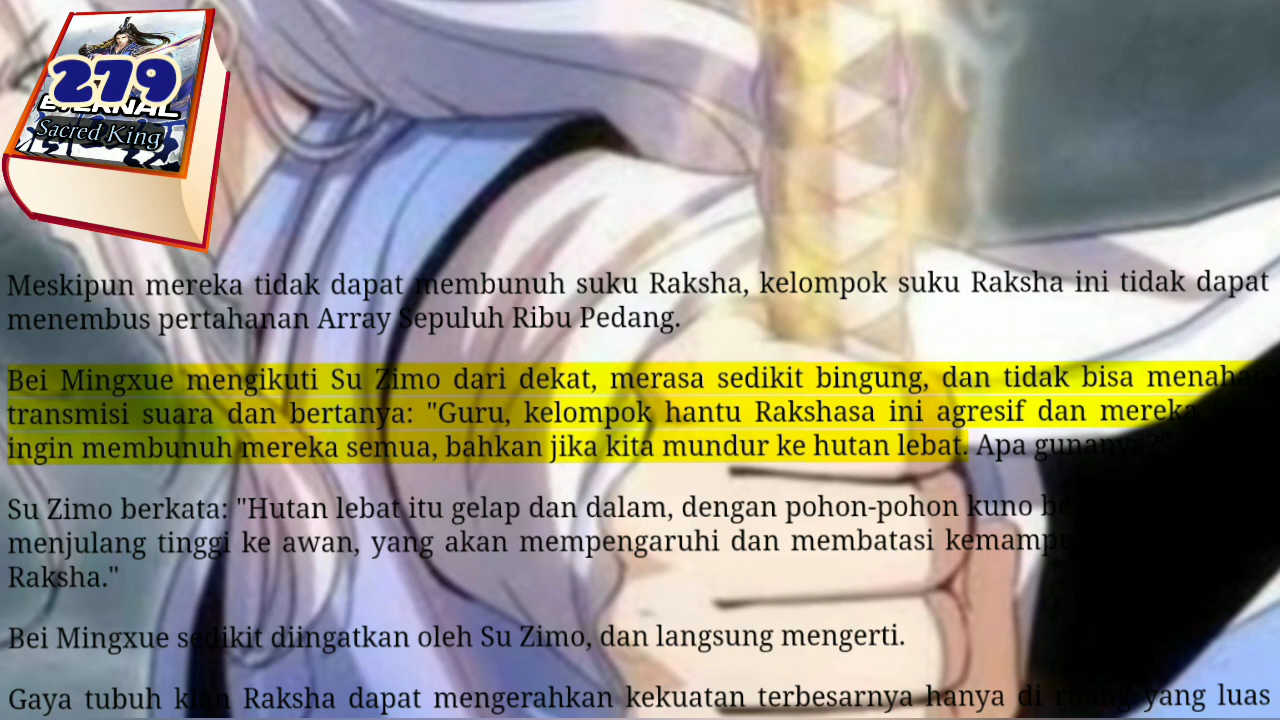 279
ETERNAL
Sacred King
Meskipun mereka tidak dapat membunuh suku Raksha, kelompok suku Raksha ini tidak dapat
menembus pertahanan Array Sepuluh Ribu Pedang.
Bei Mingxue mengikuti Su Zimo dari dekat, merasa sedikit bingung, dan tidak bisa menahan
transmisi suara dan bertanya: "Guru, kelompok hantu Rakshasa ini agresif dan mereka
ingin membunuh mereka semua, bahkan jika kita mundur ke hutan lebat. Apa gunanya?"
Su Zimo berkata: "Hutan lebat itu gelap dan dalam, dengan pohon-pohon kuno
menjulang tinggi ke awan, yang akan mempengaruhi dan membatasi
Raksha."
Bei Mingxue sedikit diingatkan oleh Su Zimo, dan langsung mengerti.
Gaya tubuh klan Raksha dapat mengerahkan kekuatan terbesarnya hanya di ruang yang luas